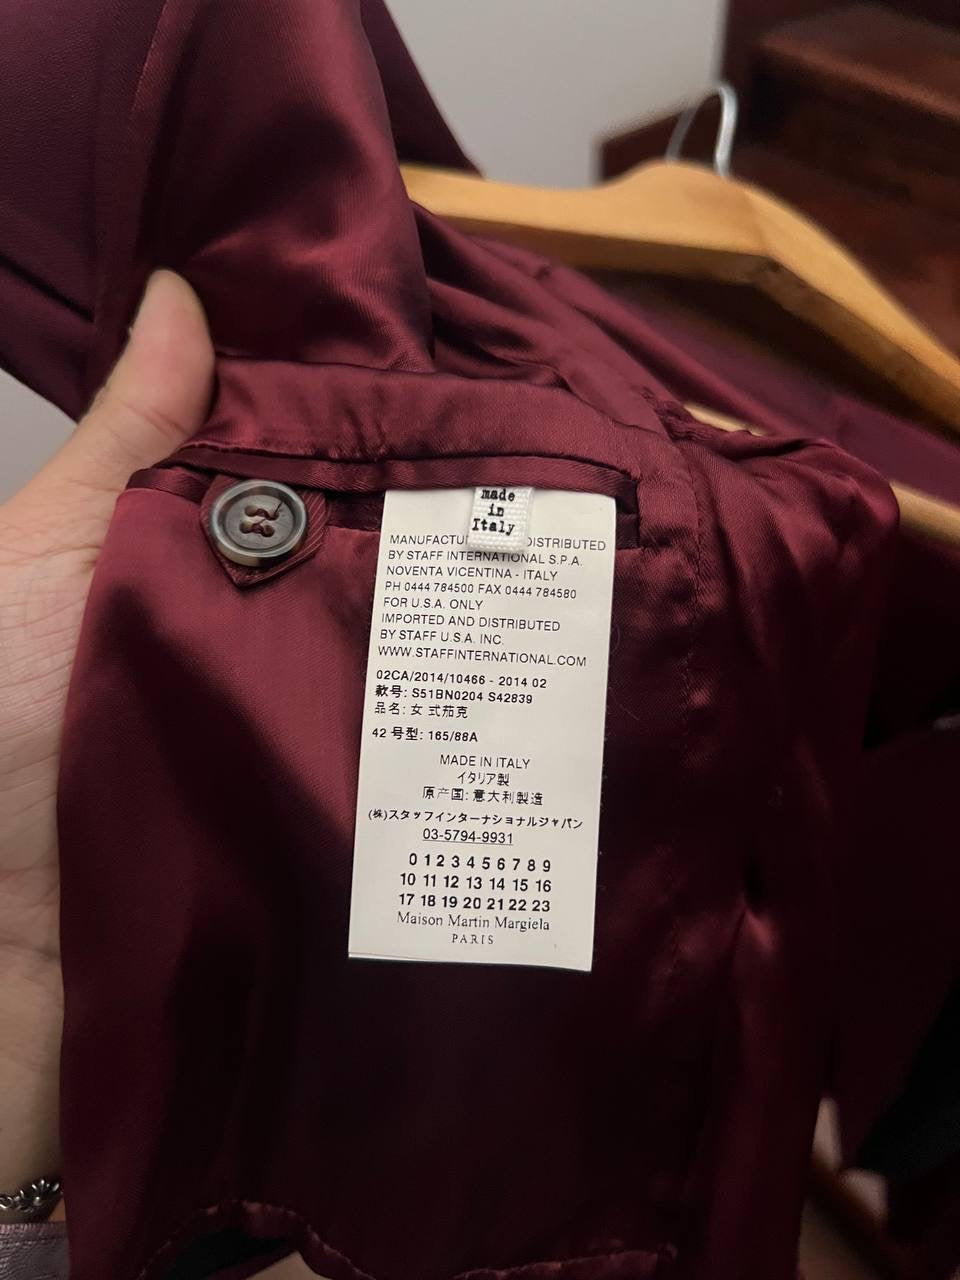 made
in
Italy
MANUFACTU DISTRIBUTED
BY STAFF INTERNATIONAL S.P.A.
NOVENTA VICENTINA - ITALY
PH 0444 784500 FAX 0444 784580
FOR U.S.A. ONLY
IMPORTED AND DISTRIBUTED
BY STAFF U.S.A. INC.
WWW.STAFFINTERNATIONAL.COM
02CA/2014/10466 - 2014 02
款号: S51BN0204 S42839
品名: 女 式茄克
42 号型: 165/88A
MADE IN ITALY
イタリア製
原产国: 意大利製造
(株)スタッフインターナショナルジャパン
03-5794-9931
0 1 2 3 4 5 6 7 8 9
10 11 12 13 14 15 16
17 18 19 20 21 22 23
Maison Martin Margiela
PARIS